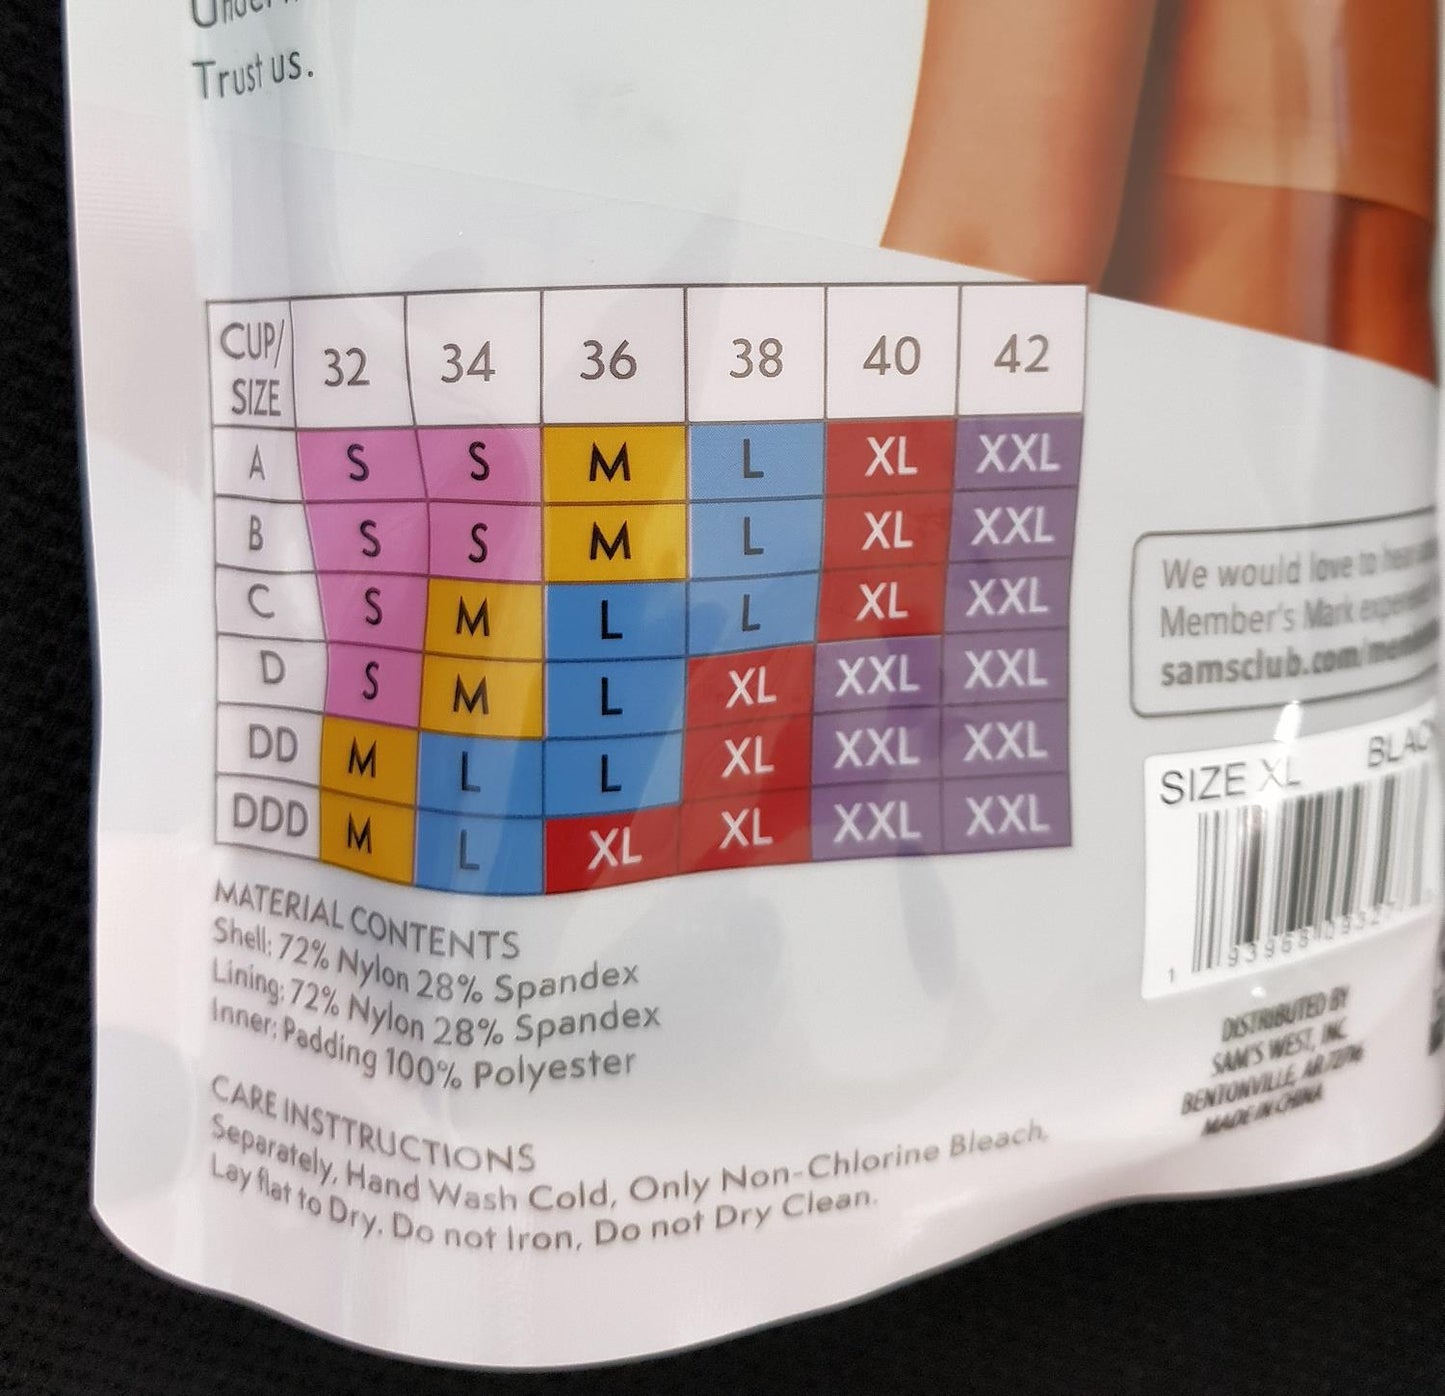 Trust us.
CUP/ SIZE 32 34 36 38 40 42
A S S M L XL XXL
B S S M L XL XXL
C S M L L XL XXL
D S M L XL XXL XXL
DD M L L XL XXL XXL
DDD M L XL XL XXL XXL
MATERIAL CONTENTS
Shell: 72% Nylon 28% Spandex
Lining: 72% Nylon 28% Spandex
Inner: Padding 100% Polyester
CARE INSTTRUCTIONS
Separately, Hand Wash Cold, Only Non-Chlorine Bleach,
Lay flat to Dry, Do not Iron, Do not Dry Clean.
We would love to hear
Member's Mark
samsclub.com/
SIZE XL
DISTRIBUTED BY
SAM'S WEST, INC.
BENTONVILLE, AR 72716
MADE IN CHINA